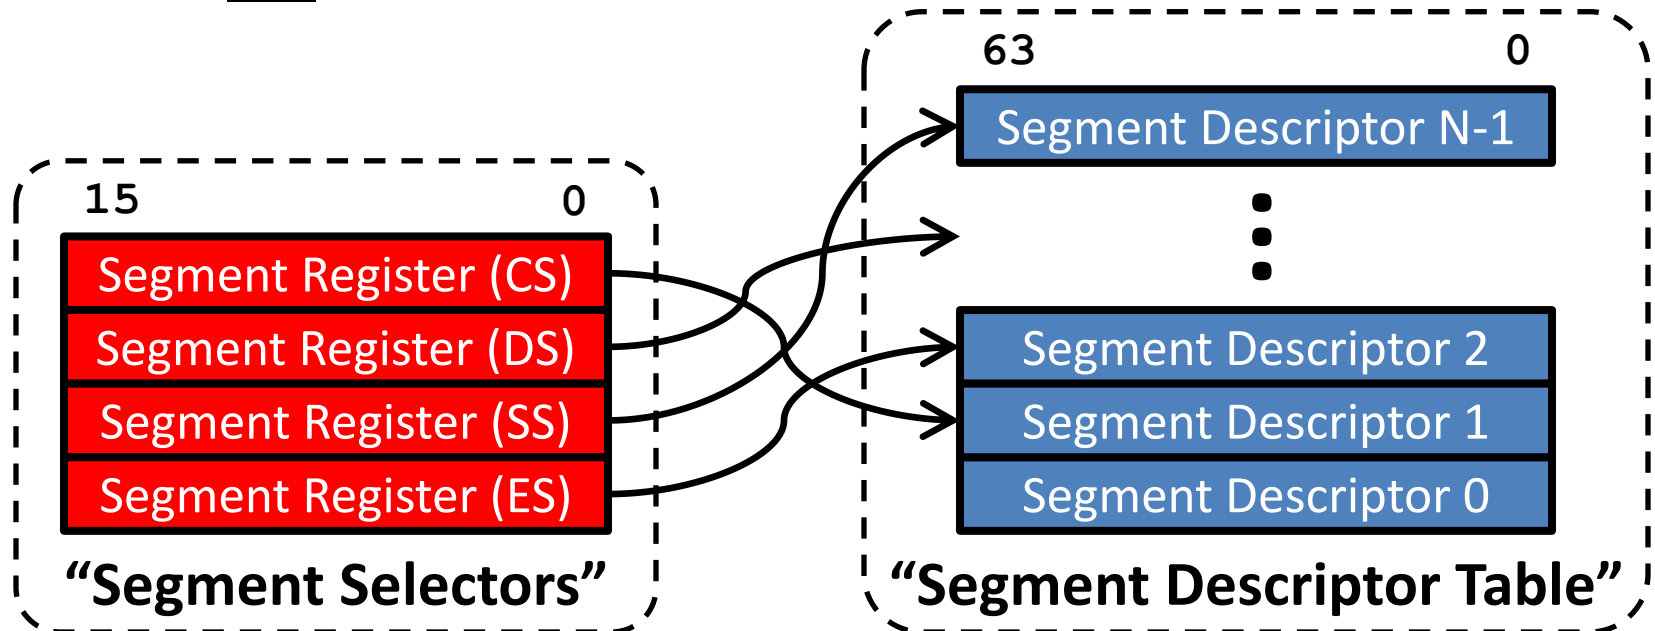 15 0
Segment Register (CS)
Segment Register (DS)
Segment Register (SS)
Segment Register (ES)
“Segment Selectors”
63 0
Segment Descriptor N-1
Segment Descriptor 2
Segment Descriptor 1
Segment Descriptor 0
“Segment Descriptor Table”